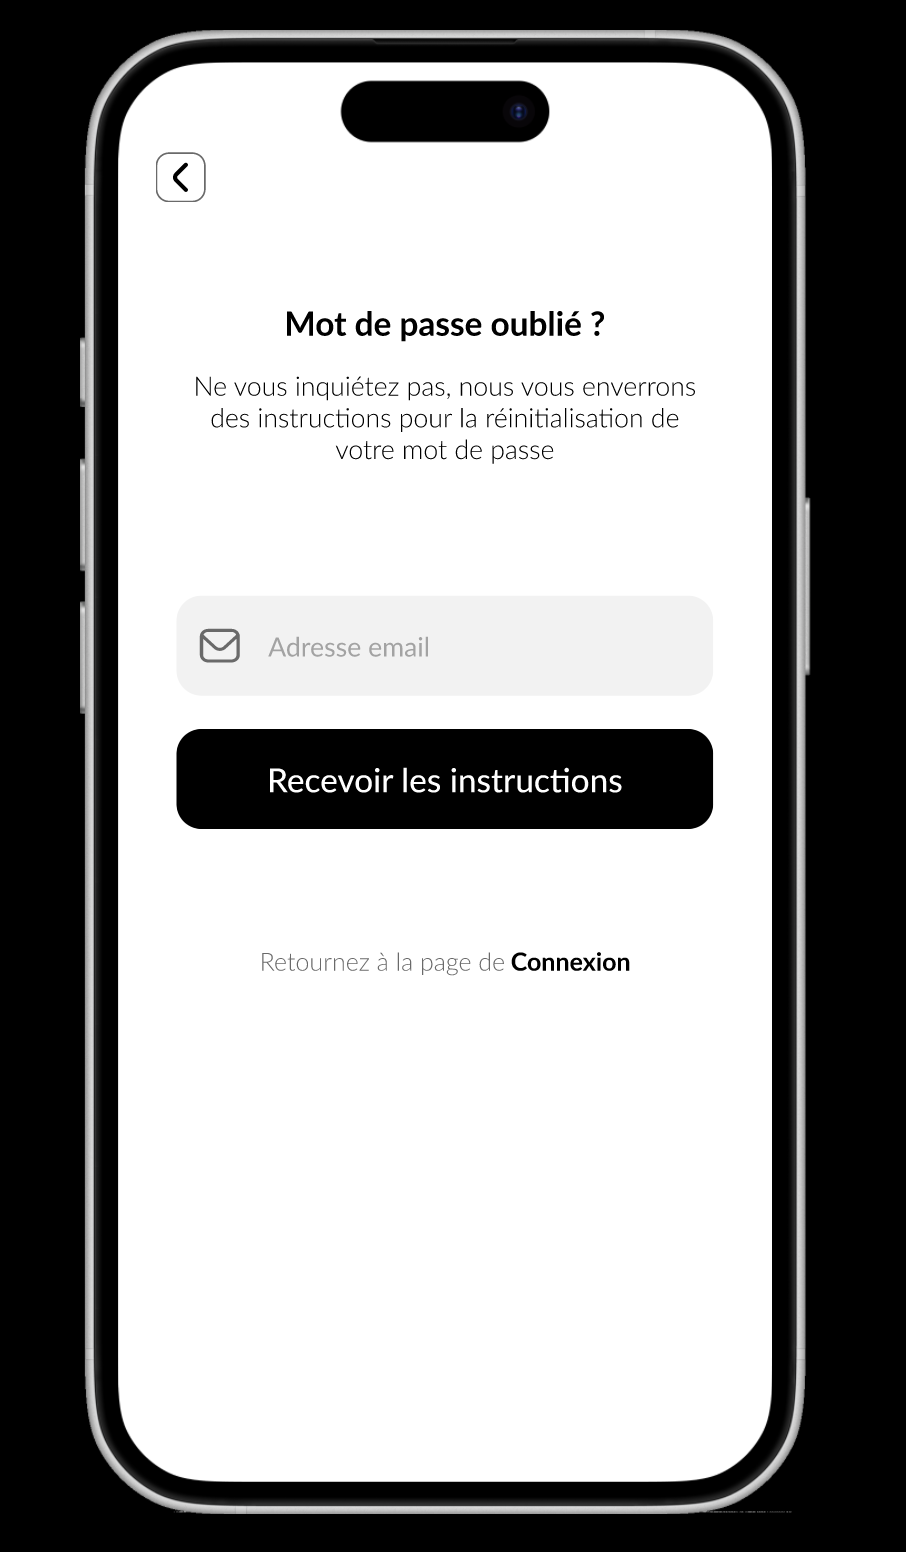 Mot de passe oublié ?
Ne vous inquiétez pas, nous vous enverrons
des instructions pour la réinitialisation de
votre mot de passe
Adresse email
Recevoir les instructions
Retournez à la page de Connexion